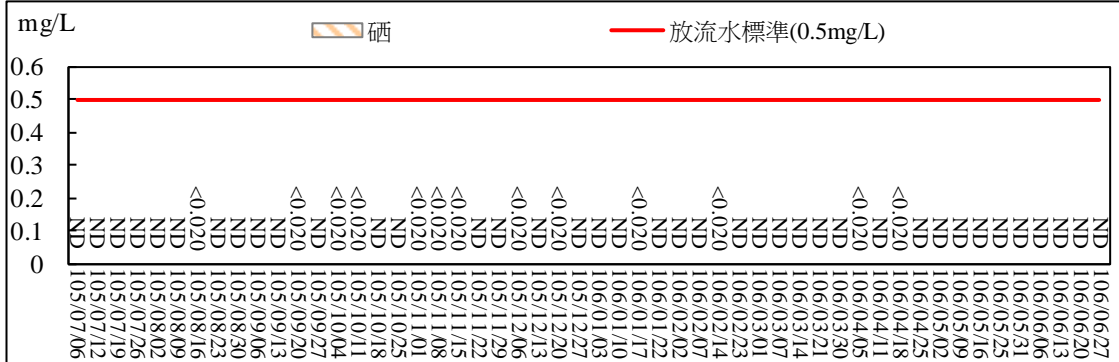 mg/L
硒
放流水標準(0.5mg/L)
0.6
0.5
0.4
0.3
0.2
0.1
0
ND
ND
ND
ND
ND
ND
<0.020
ND
ND
ND
ND
<0.020
ND
<0.020
<0.020
ND
ND
<0.020
<0.020
<0.020
ND
ND
<0.020
ND
<0.020
ND
ND
ND
<0.020
ND
ND
ND
<0.020
ND
ND
ND
ND
ND
ND
<0.020
ND
<0.020
ND
ND
ND
ND
ND
ND
ND
ND
ND
ND
105/07/06
105/07/12
105/07/19
105/07/26
105/08/02
105/08/09
105/08/16
105/08/23
105/08/30
105/09/06
105/09/13
105/09/20
105/09/27
105/10/04
105/10/11
105/10/18
105/10/25
105/11/01
105/11/08
105/11/15
105/11/22
105/11/29
105/12/06
105/12/13
105/12/20
105/12/27
106/01/03
106/01/10
106/01/17
106/01/22
106/02/02
106/02/07
106/02/14
106/02/23
106/03/01
106/03/07
106/03/14
106/03/21
106/03/30
106/04/05
106/04/11
106/04/18
106/04/25
106/05/02
106/05/09
106/05/16
106/05/23
106/05/31
106/06/06
106/06/13
106/06/20
106/06/27